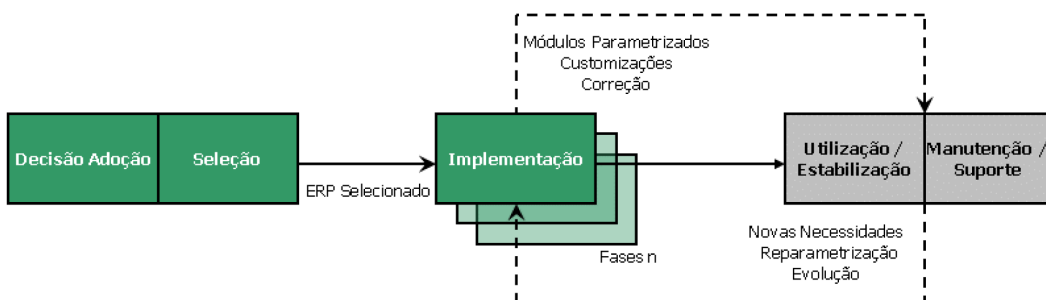 Módulos Parametrizados
Customizações
Correção
Decisão Adoção
Seleção
ERP Selecionado
Implementação
Fases n
Utilização /
Estabilização
Manutenção /
Suporte
Novas Necessidades
Reparametrização
Evolução